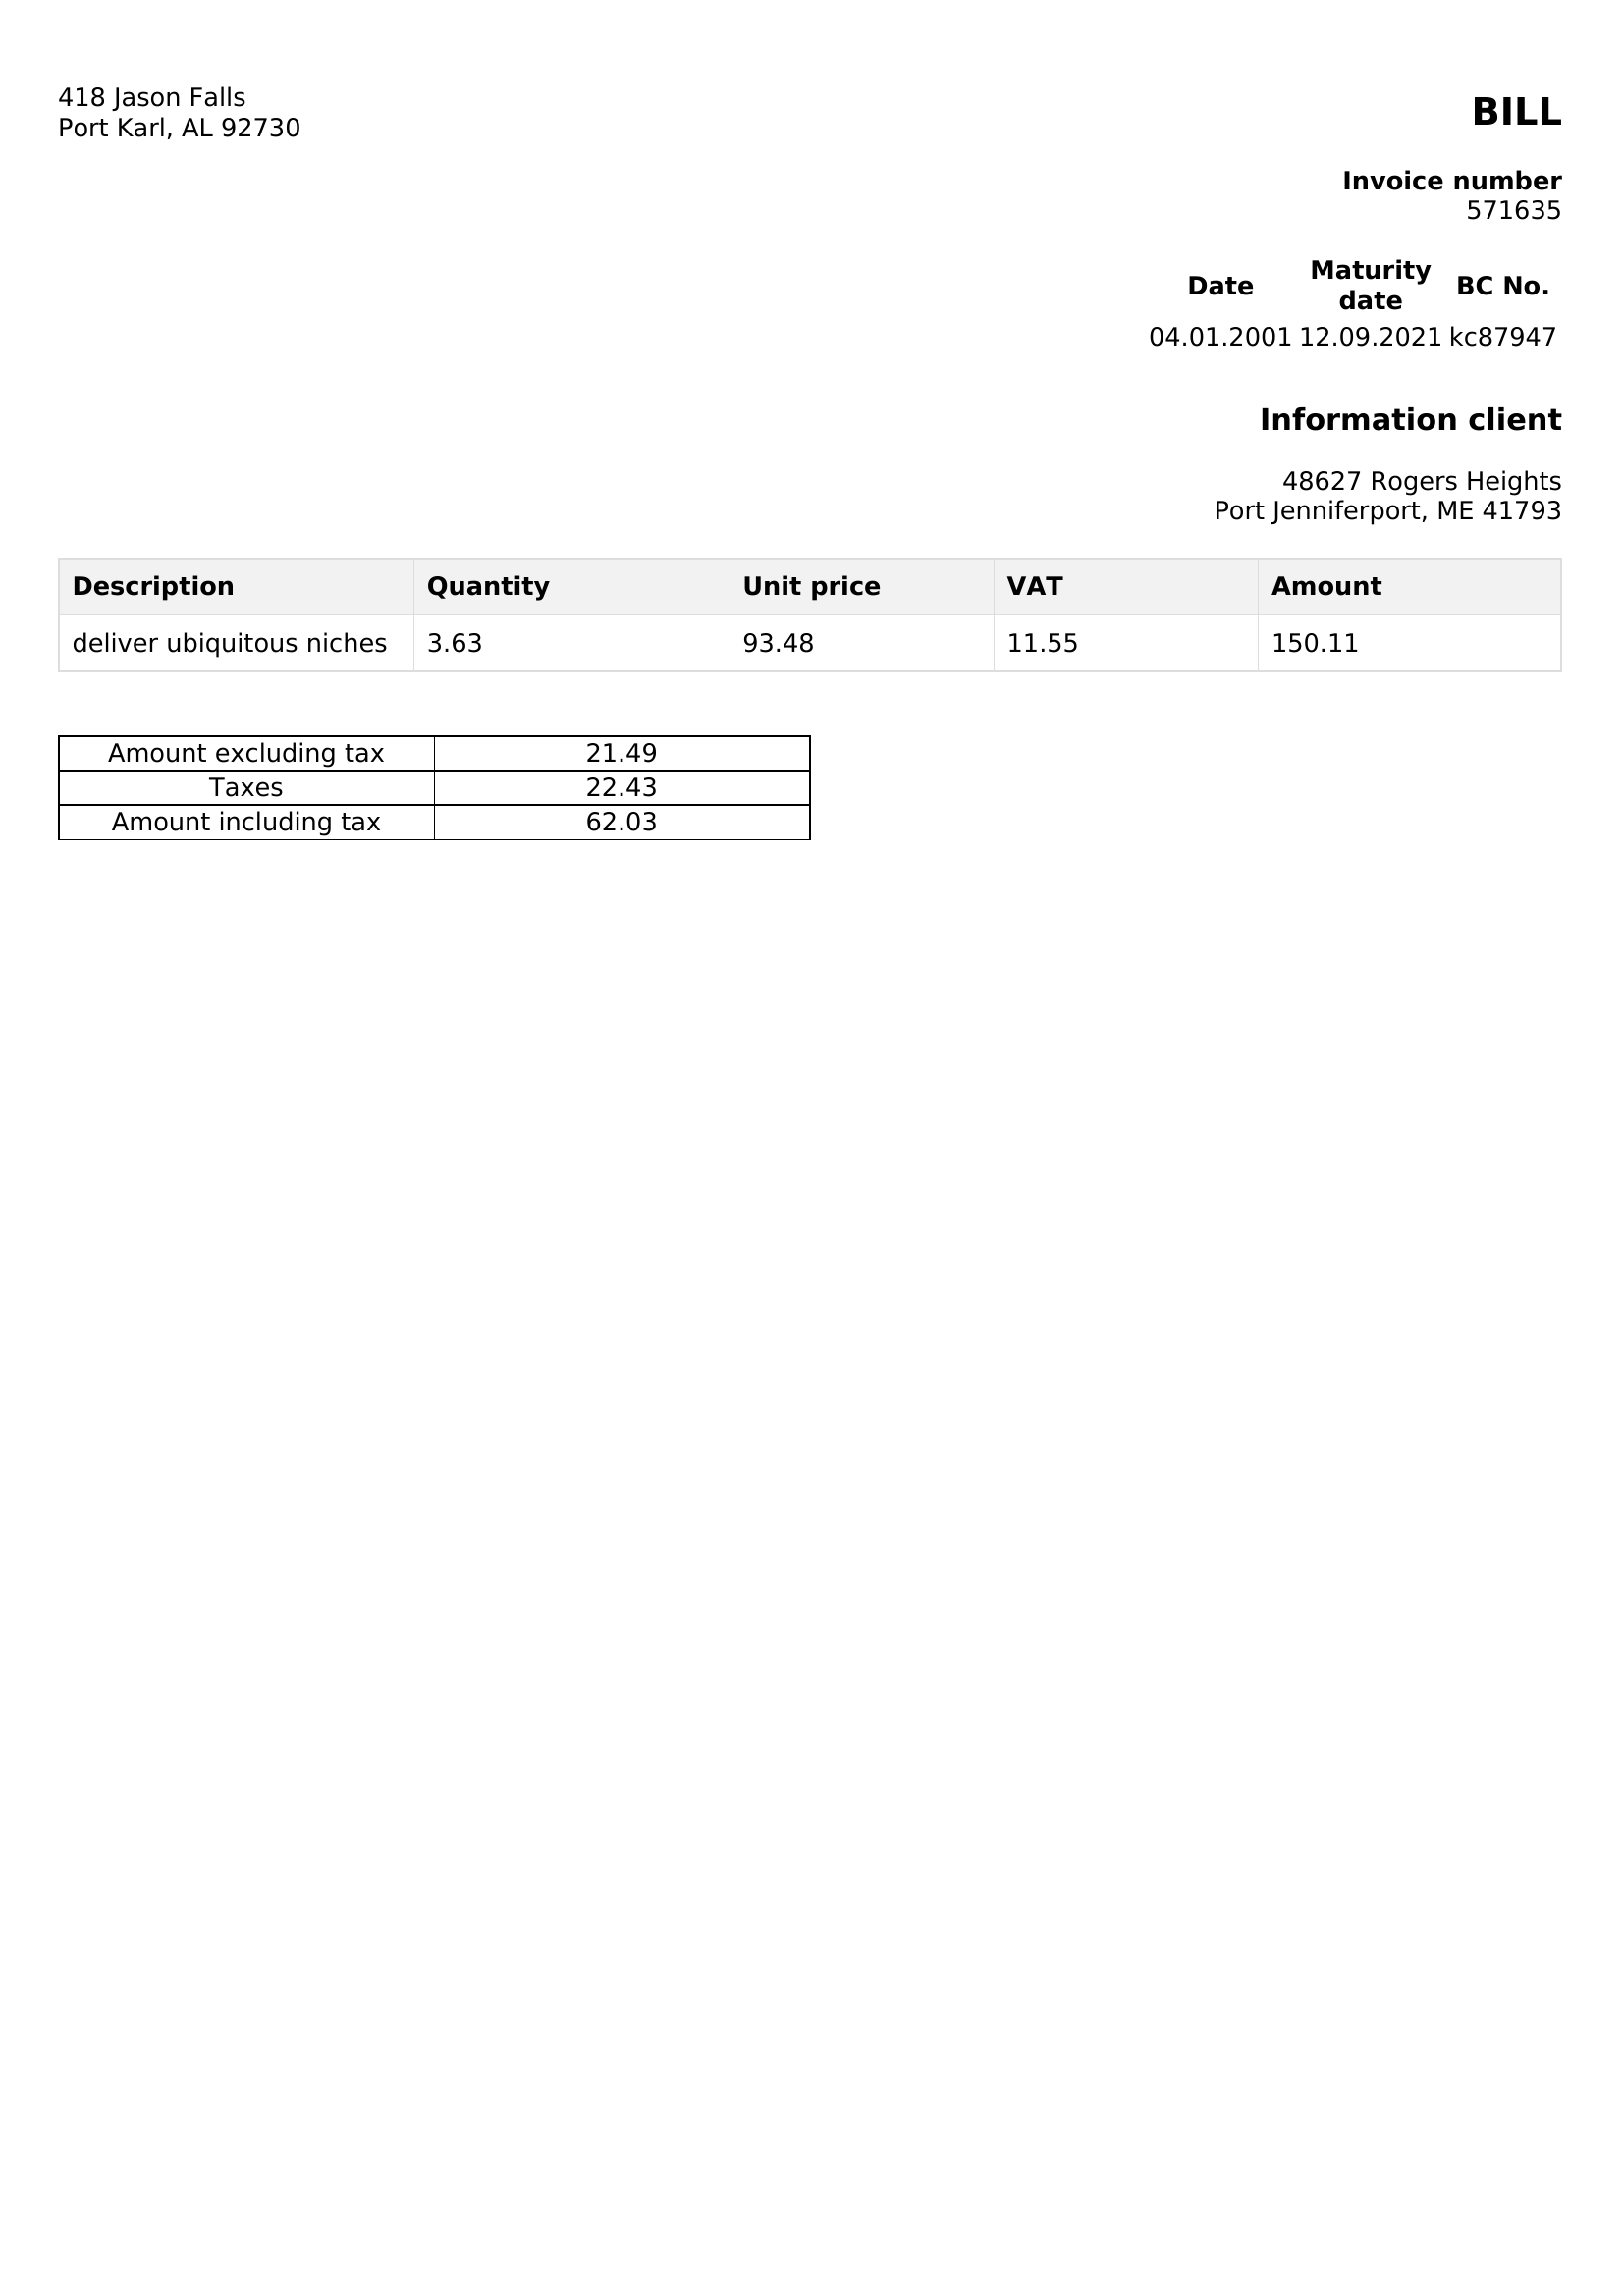 418 Jason Falls
Port Karl, AL 92730
BILL
Invoice number
571635
Date Maturity date BC No.
04.01.2001 12.09.2021 kc87947
Information client
48627 Rogers Heights
Port Jenniferport, ME 41793
Description Quantity Unit price VAT Amount
deliver ubiquitous niches 3.63 93.48 11.55 150.11
Amount excluding tax 21.49
Taxes 22.43
Amount including tax 62.03